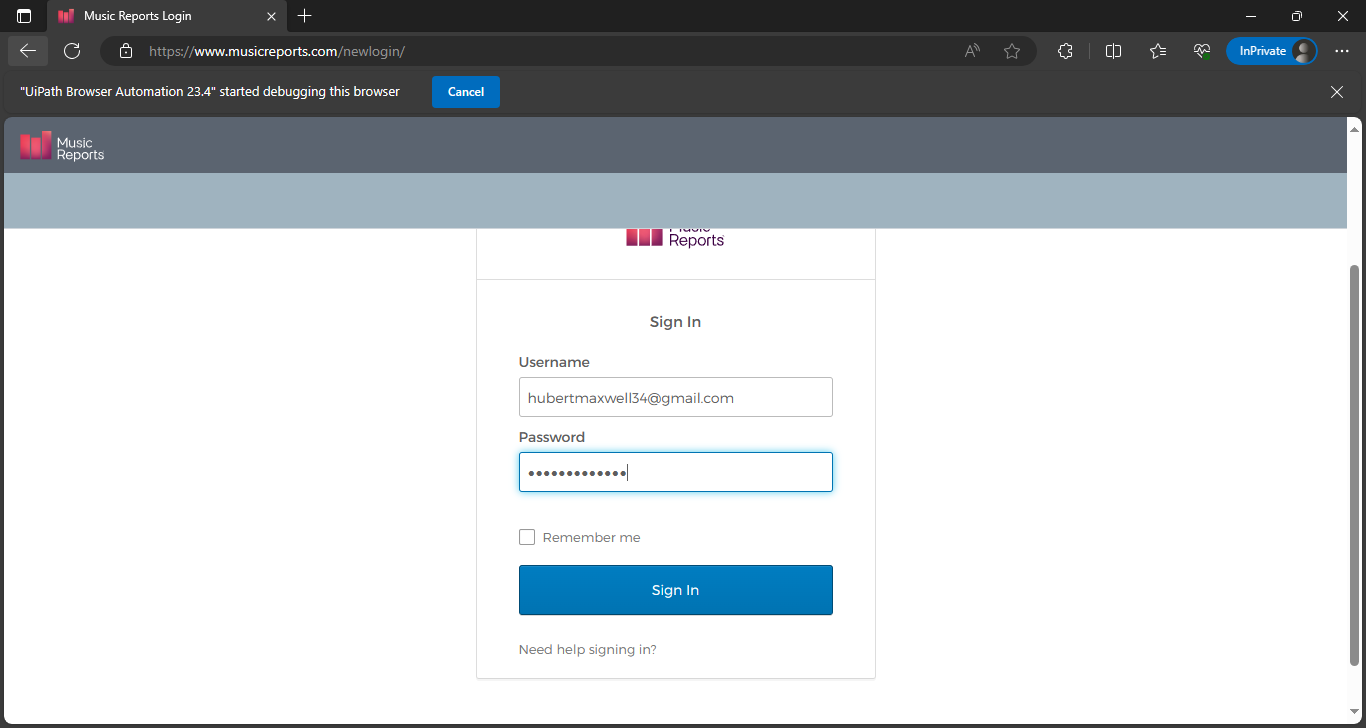 Music Reports Login
https://www.musicreports.com/newlogin/
InPrivate
"UiPath Browser Automation 23.4" started debugging this browser
Cancel
Music
Reports
Music
Reports
Sign In
Username
hubertmaxwell34@gmail.com
Password
•••••••••••••
Remember me
Sign In
Need help signing in?